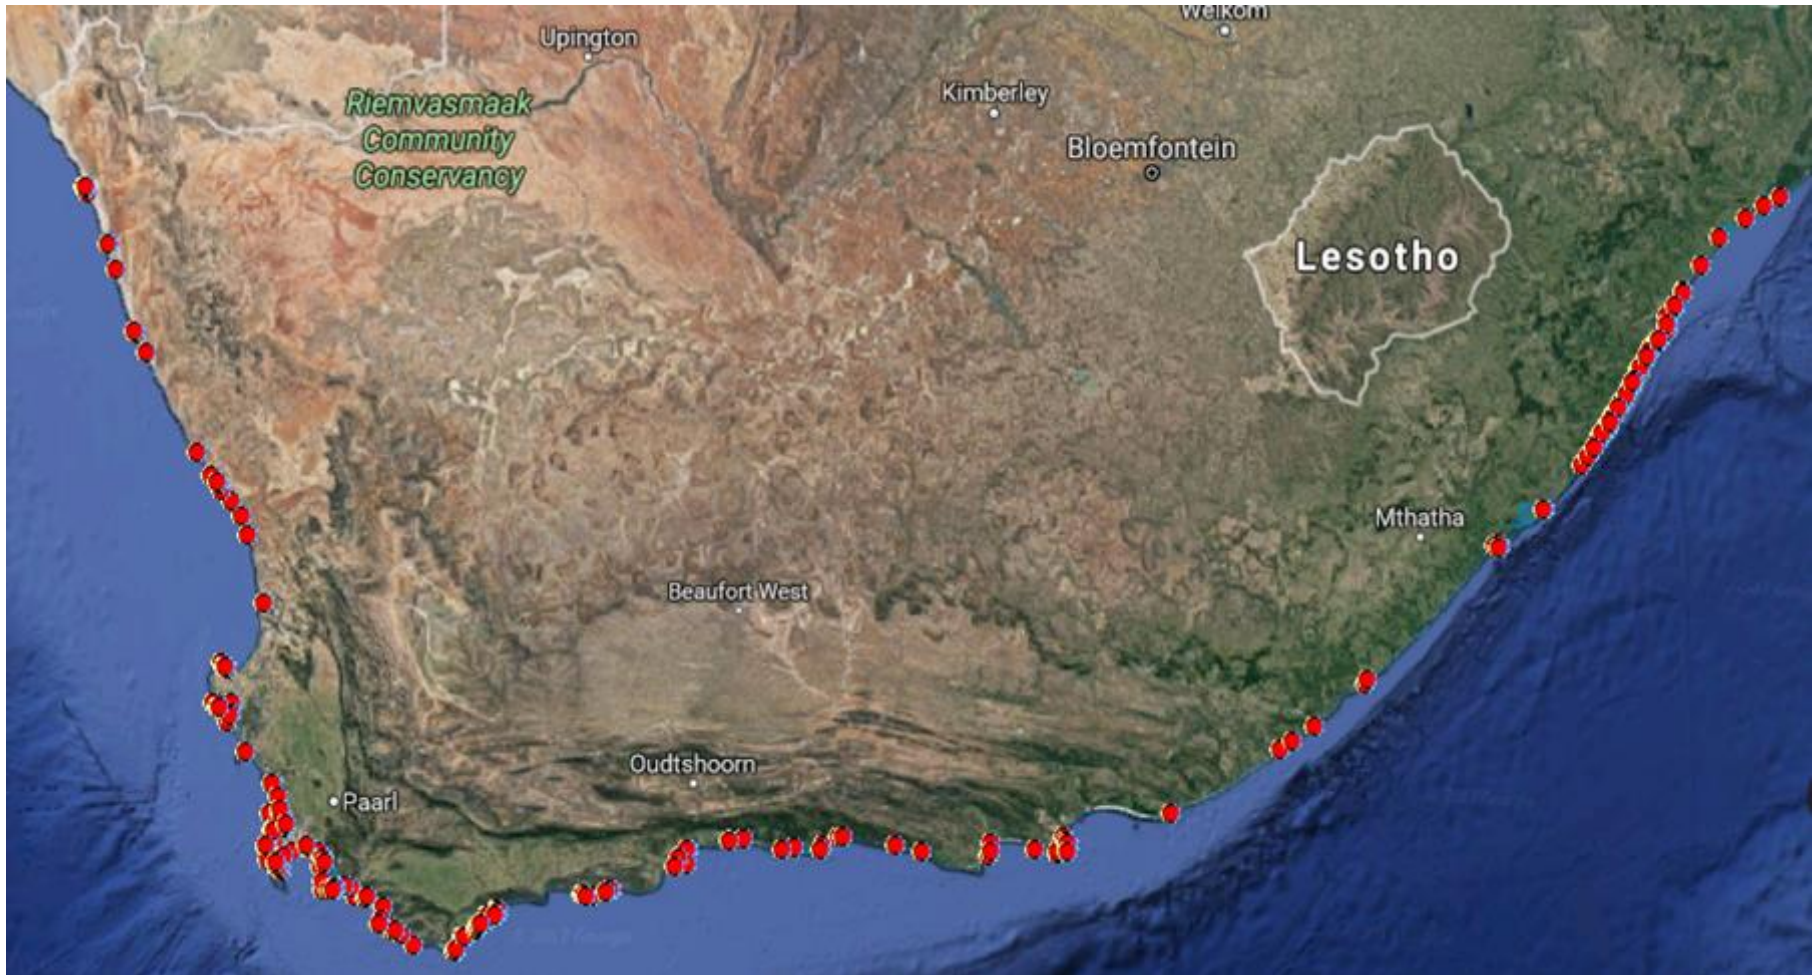 Welkom
Upington
Kimberley
Riemvasmaak
Community
Conservancy
Bloemfontein
Lesotho
Mthatha
Beaufort West
Oudtshoorn
Paarl